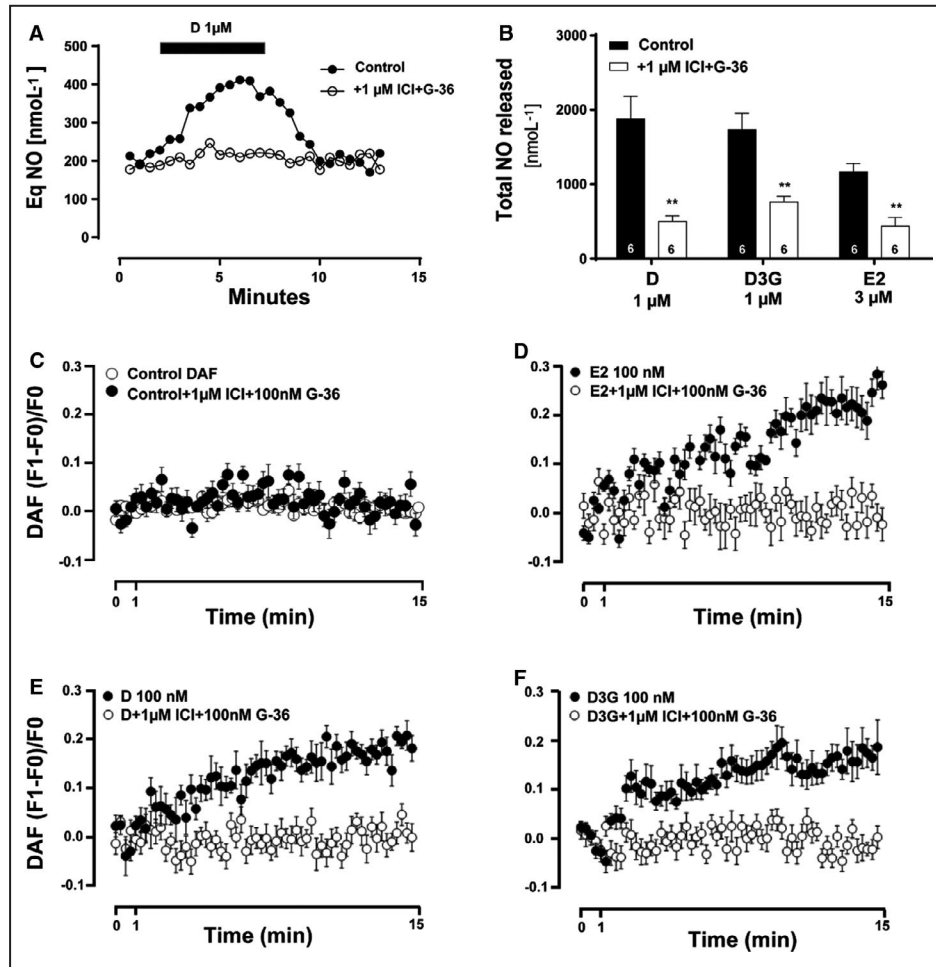 A
D 1µM
Eq NO [nmoL-1]
500
400
300
200
100
0
Control
+1 µM ICI+G-36
0 5 10 15
Minutes
B
Total NO released
[nmoL-1]
3000
2000
1000
0
Control
+1 µM ICI+G-36
** ** **
6 6 6 6 6 6
D D3G E2
1 µM 1 µM 3 µM
C
DAF (F1-F0)/F0
0.3
0.2
0.1
0.0
-0.1
Control DAF
Control+1µM ICI+100nM G-36
0 1 15
Time (min)
D
0.3
0.2
0.1
0.0
-0.1
E2 100 nM
E2+1µM ICI+100nM G-36
0 1 15
Time (min)
E
DAF (F1-F0)/F0
0.3
0.2
0.1
0.0
-0.1
D 100 nM
D+1µM ICI+100nM G-36
0 1 15
Time (min)
F
0.3
0.2
0.1
0.0
-0.1
D3G 100 nM
D3G+1µM ICI+100nM G-36
0 1 15
Time (min)